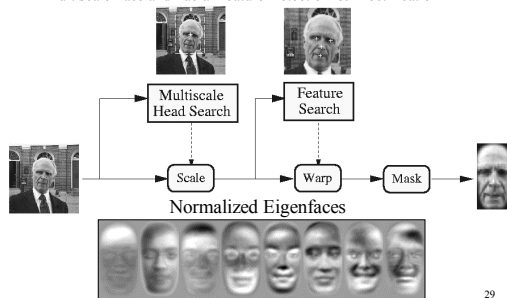 Multiscale
Head Search
Feature
Search
Scale
Warp
Mask
Normalized Eigenfaces
29